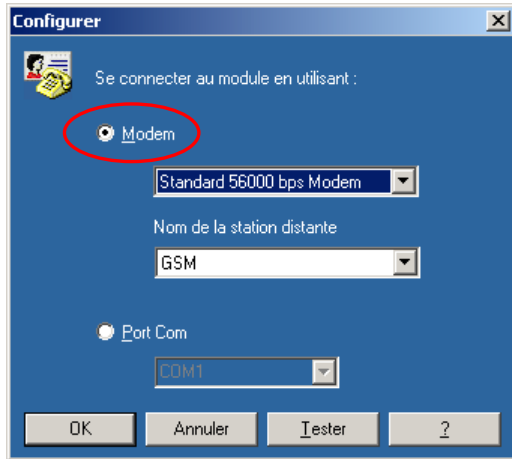 Configurer
Se connecter au module en utilisant :
Modem
Standard 56000 bps Modem
Nom de la station distante
GSM
Port Com
COM1
OK Annuler Tester ?